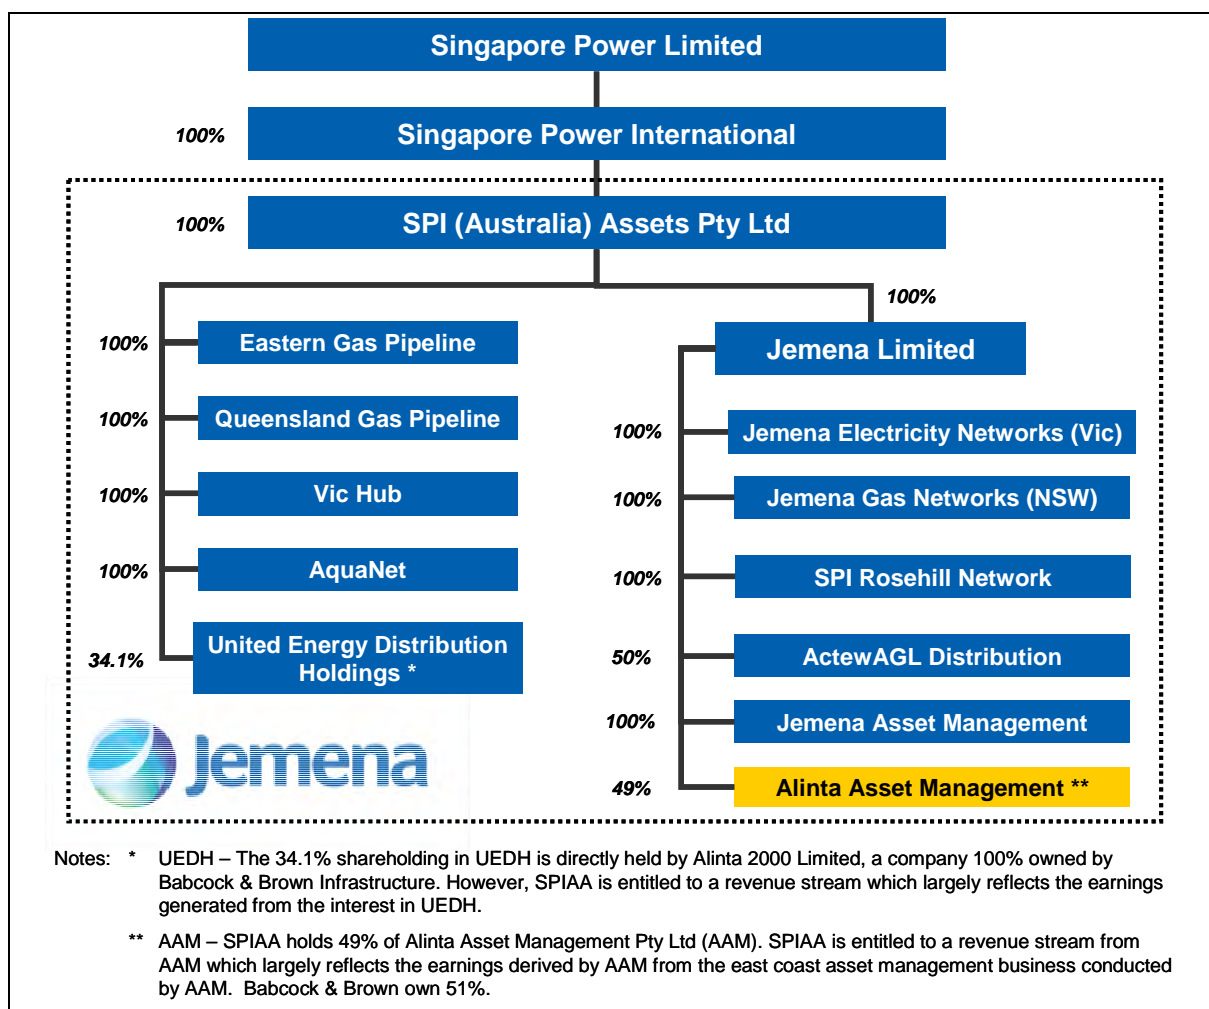 Singapore Power Limited
100%
Singapore Power International
100%
SPI (Australia) Assets Pty Ltd
100%
100%
Eastern Gas Pipeline
100%
Queensland Gas Pipeline
100%
Vic Hub
100%
AquaNet
34.1%
United Energy Distribution
Holdings *
Jemena Limited
100%
Jemena Electricity Networks (Vic)
100%
Jemena Gas Networks (NSW)
100%
SPI Rosehill Network
50%
ActewAGL Distribution
100%
Jemena Asset Management
49%
Alinta Asset Management **
Jemena
Notes: * UEDH – The 34.1% shareholding in UEDH is directly held by Alinta 2000 Limited, a company 100% owned by
Babcock & Brown Infrastructure. However, SPIAA is entitled to a revenue stream which largely reflects the earnings
generated from the interest in UEDH.
** AAM – SPIAA holds 49% of Alinta Asset Management Pty Ltd (AAM). SPIAA is entitled to a revenue stream from
AAM which largely reflects the earnings derived by AAM from the east coast asset management business conducted
by AAM. Babcock & Brown own 51%.